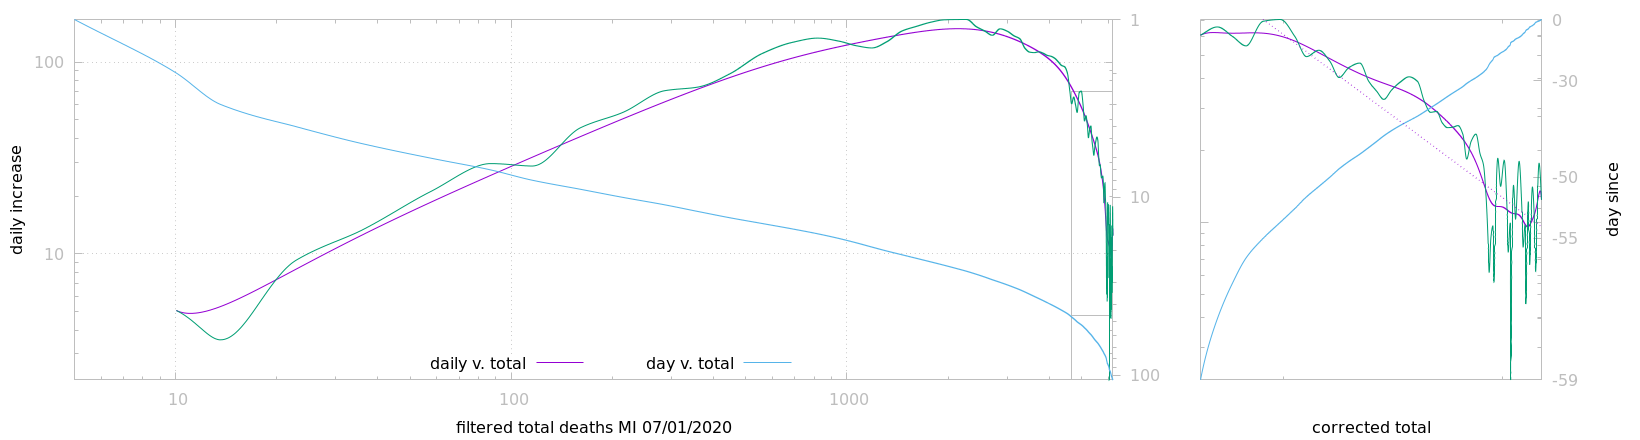 100
10
daily increase
daily v. total
day v. total
10
100
1000
filtered total deaths MI 07/01/2020
1
10
100
0
-30
-50
-55
-59
day since
corrected total